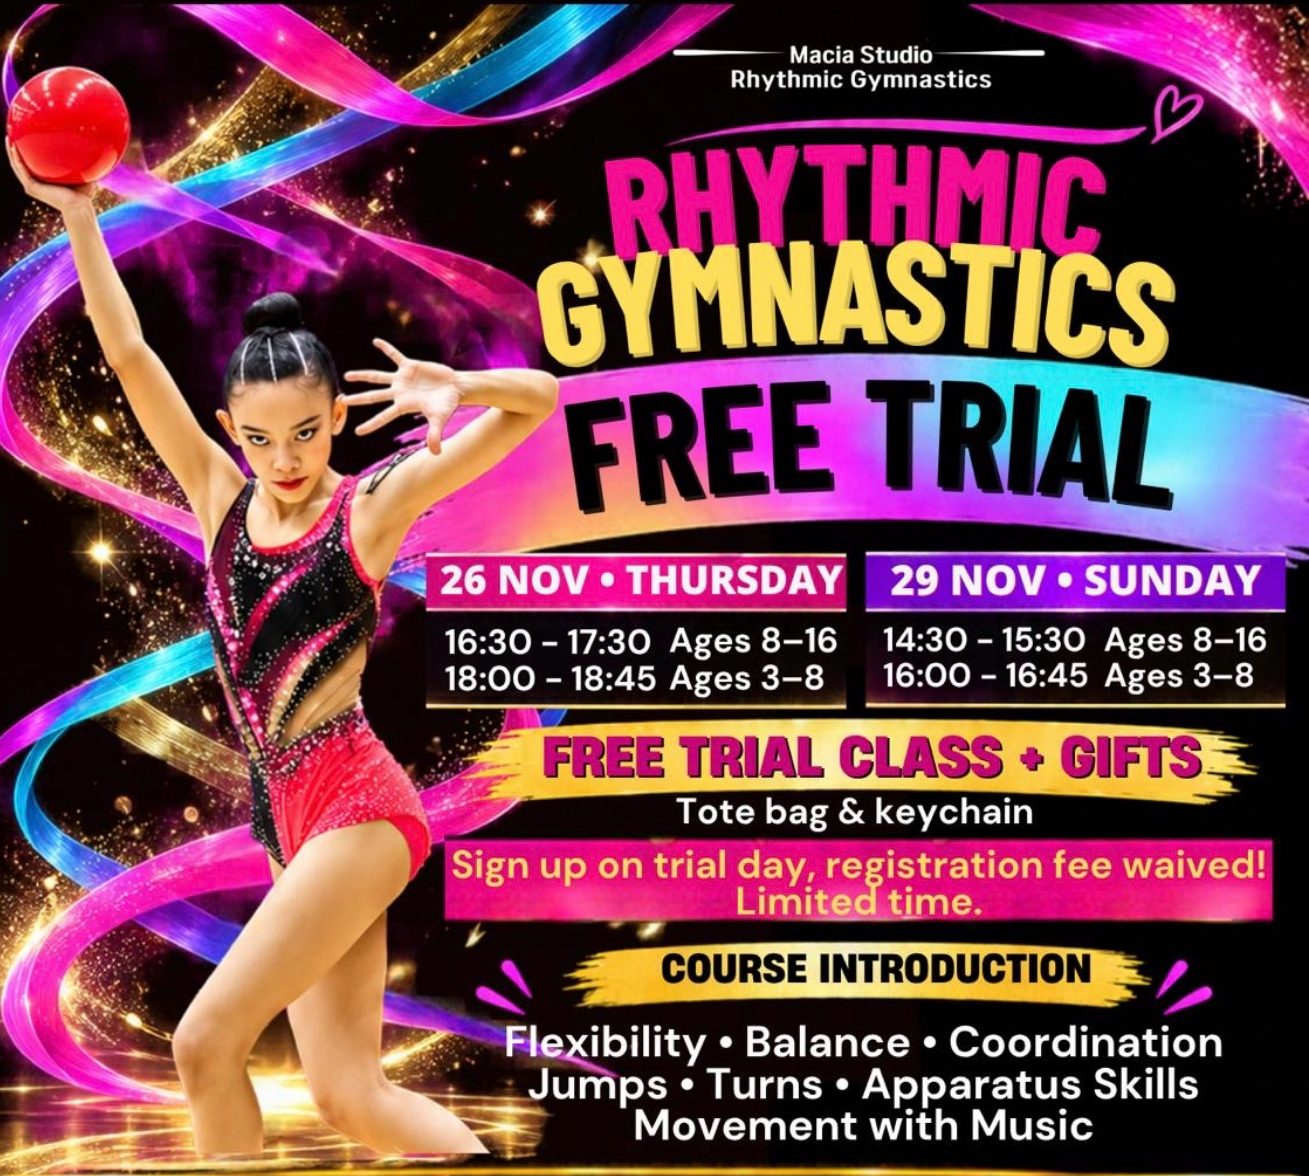 Macia Studio
Rhythmic Gymnastics
RHYTHMIC
GYMNASTICS
FREE TRIAL
26 NOV • THURSDAY
16:30 – 17:30 Ages 8–16
18:00 – 18:45 Ages 3–8
29 NOV • SUNDAY
14:30 – 15:30 Ages 8–16
16:00 – 16:45 Ages 3–8
FREE TRIAL CLASS + GIFTS
Tote bag & keychain
Sign up on trial day, registration fee waived!
Limited time.
COURSE INTRODUCTION
Flexibility • Balance • Coordination
Jumps • Turns • Apparatus Skills
Movement with Music